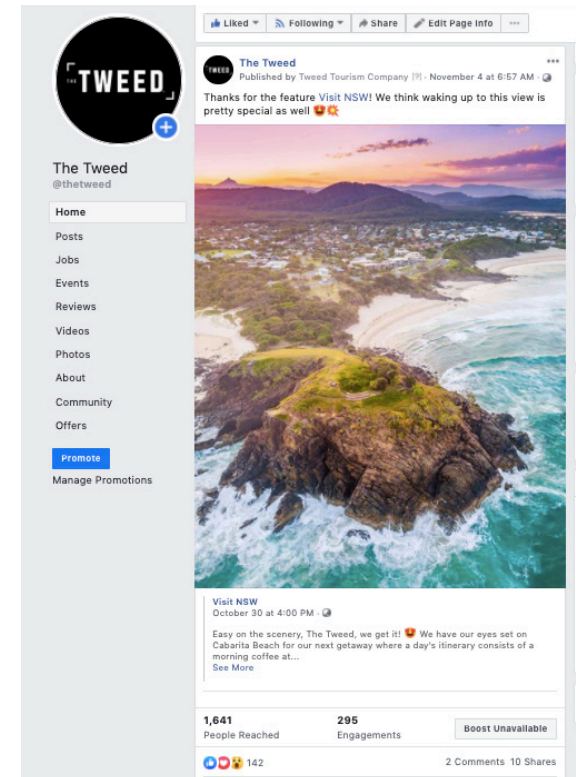 Liked
Following
Share
Edit Page Info
THE TWEED
The Tweed
@thetweed
Home
Posts
Jobs
Events
Reviews
Videos
Photos
About
Community
Offers
Promote
Manage Promotions
TWEED
The Tweed
Published by Tweed Tourism Company [?] · November 4 at 6:57 AM ·
Thanks for the feature Visit NSW! We think waking up to this view is
pretty special as well 😍💥
Visit NSW
October 30 at 4:00 PM ·
Easy on the scenery, The Tweed, we get it! 😍 We have our eyes set on
Cabarita Beach for our next getaway where a day's itinerary consists of a
morning coffee at...
See More
1,641
People Reached
295
Engagements
Boost Unavailable
142
2 Comments 10 Shares